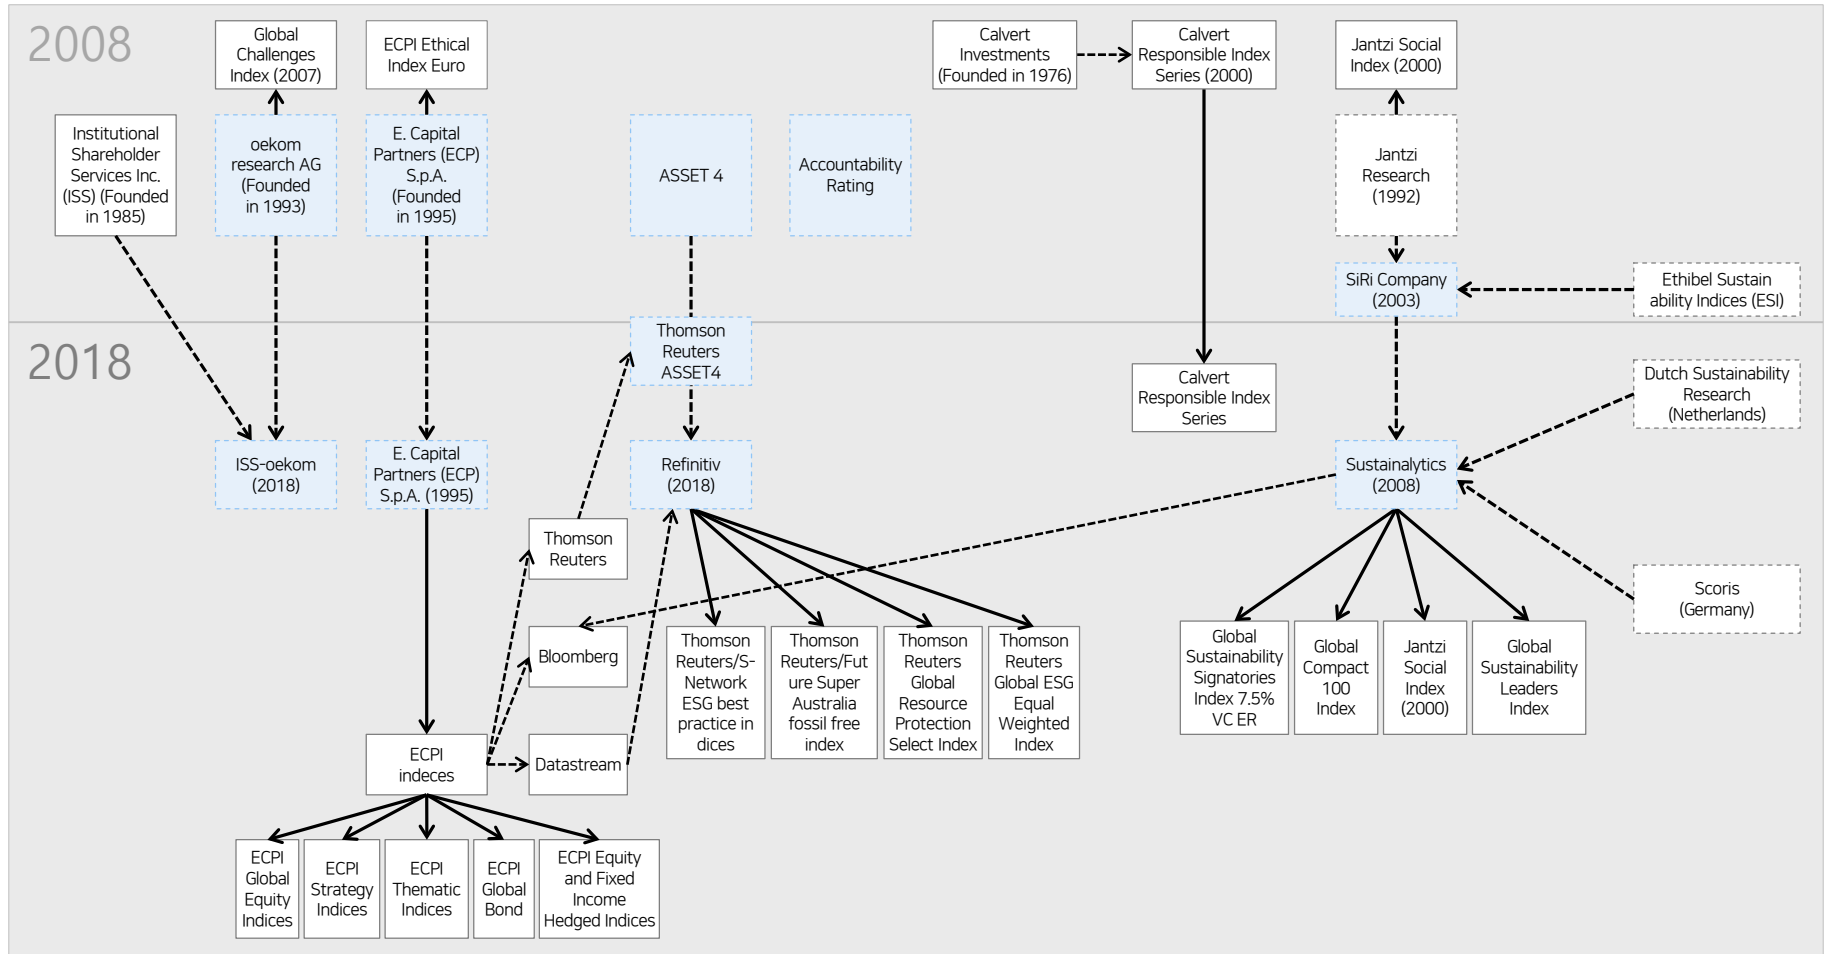 2008
Global
Challenges
Index (2007)
ECPI Ethical
Index Euro
Calvert
Investments
(Founded in 1976)
Calvert
Responsible Index
Series (2000)
Jantzi Social
Index (2000)
Institutional
Shareholder
Services Inc.
(ISS) (Founded
in 1985)
oekom
research AG
(Founded
in 1993)
E. Capital
Partners (ECP)
S.p.A.
(Founded
in 1995)
ASSET 4
Accountability
Rating
Jantzi
Research
(1992)
SiRi Company
(2003)
Ethibel Sustain
ability Indices (ESI)
2018
Thomson
Reuters
ASSET4
Calvert
Responsible Index
Series
Dutch Sustainability
Research
(Netherlands)
ISS-oekom
(2018)
E. Capital
Partners (ECP)
S.p.A. (1995)
Refinitiv
(2018)
Sustainalytics
(2008)
Thomson
Reuters
Scoris
(Germany)
Bloomberg
Thomson
Reuters/S-
Network
ESG best
practice in
dices
Thomson
Reuters/Fut
ure Super
Australia
fossil free
index
Thomson
Reuters
Global
Resource
Protection
Select Index
Thomson
Reuters
Global ESG
Equal
Weighted
Index
Global
Sustainability
Signatories
Index 7.5%
VC ER
Global
Compact
100
Index
Jantzi
Social
Index
(2000)
Global
Sustainability
Leaders
Index
ECPI
indeces
Datastream
ECPI
Global
Equity
Indices
ECPI
Strategy
Indices
ECPI
Thematic
Indices
ECPI
Global
Bond
ECPI Equity
and Fixed
Income
Hedged Indices